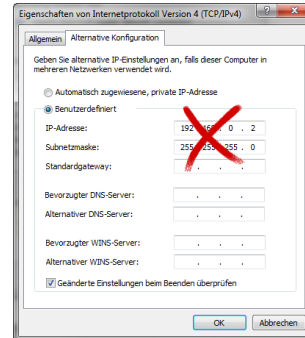 Eigenschaften von Internetprotokoll Version 4 (TCP/IPv4)
Allgemein Alternative Konfiguration
Geben Sie alternative IP-Einstellungen an, falls dieser Computer in
mehreren Netzwerken verwendet wird.
Automatisch zugewiesene, private IP-Adresse
Benutzerdefiniert
IP-Adresse: 192 . 168 . 0 . 2
Subnetzmaske: 255 . 255 . 255 . 0
Standardgateway: . . .
Bevorzugter DNS-Server: . . .
Alternativer DNS-Server: . . .
Bevorzugter WINS-Server: . . .
Alternativer WINS-Server: . . .
Geänderte Einstellungen beim Beenden überprüfen
OK Abbrechen